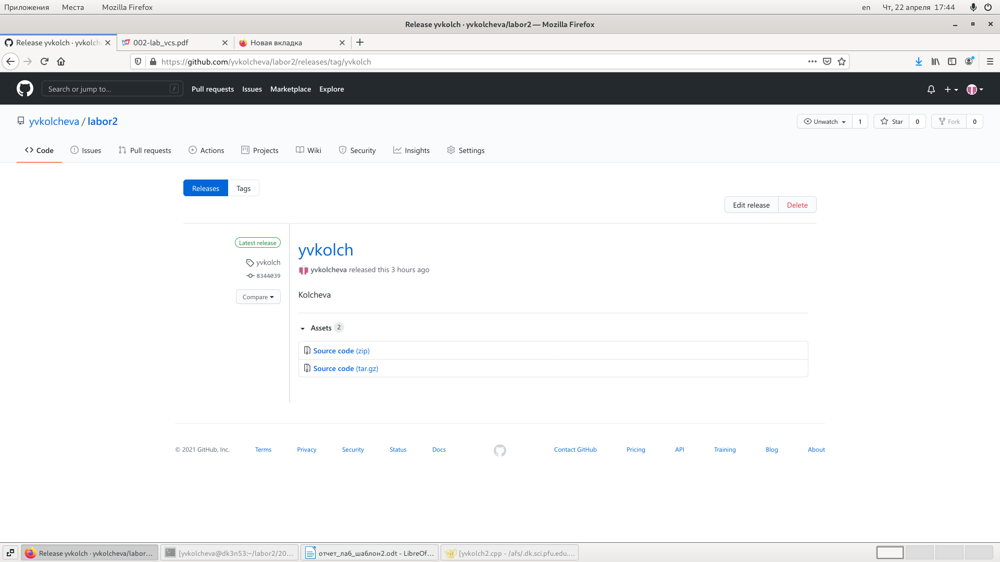 Приложения Места Mozilla Firefox en Чт, 22 апреля 17:44
Release yvkolch · yvkolcheva/labor2 — Mozilla Firefox
Release yvkolch · yvkolch 002-lab_vcs.pdf Новая вкладка
https://github.com/yvkolcheva/labor2/releases/tag/yvkolch
Search or jump to... / Pull requests Issues Marketplace Explore
yvkolcheva / labor2 Unwatch 1 Star 0 Fork 0
Code Issues Pull requests Actions Projects Wiki Security Insights Settings
Releases Tags
Edit release Delete
Latest release
yvkolch
8344039
Compare
yvkolch
yvkolcheva released this 3 hours ago
Kolcheva
Assets 2
Source code (zip)
Source code (tar.gz)
© 2021 GitHub, Inc. Terms Privacy Security Status Docs Contact GitHub Pricing API Training Blog About
Release yvkolch · yvkolcheva/labor... [yvkolcheva@dk3n53:~/labor2/20... отчет_лаб_шаблон2.odt - LibreOf... [yvkolch2.cpp - /afs/.dk.sci.pfu.edu....